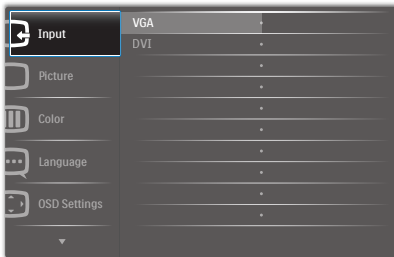 Input
VGA
DVI
Picture
Color
Language
OSD Settings